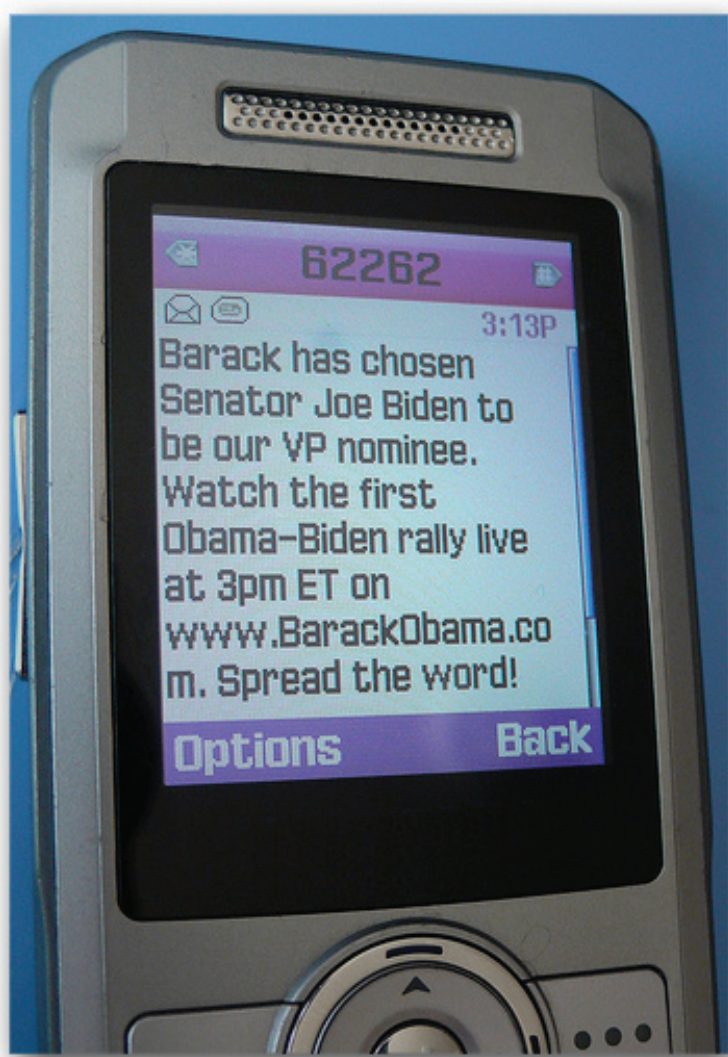 62262
3:13P
Barack has chosen
Senator Joe Biden to
be our VP nominee.
Watch the first
Obama-Biden rally live
at 3pm ET on
www.BarackObama.co
m. Spread the word!
Options Back